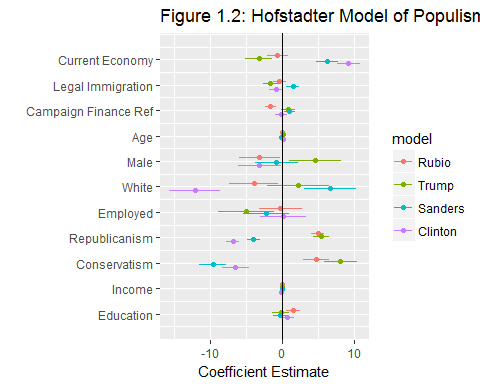 Figure 1.2: Hofstadter Model of Populism
Current Economy
Legal Immigration
Campaign Finance Ref
Age
Male
White
Employed
Republicanism
Conservatism
Income
Education
-10
0
10
Coefficient Estimate
model
Rubio
Trump
Sanders
Clinton